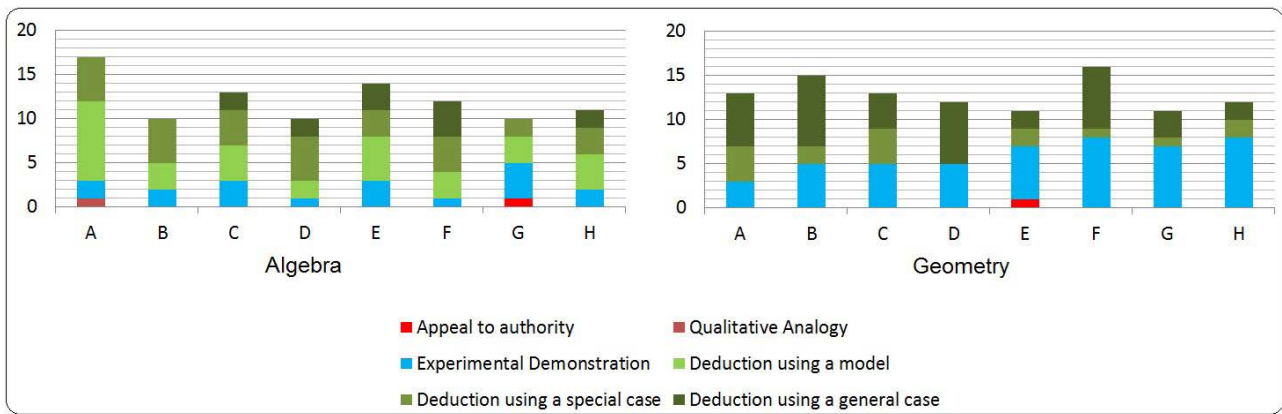 20
15
10
5
0
A B C D E F G H
Algebra
20
15
10
5
0
A B C D E F G H
Geometry
Appeal to authority
Qualitative Analogy
Experimental Demonstration
Deduction using a model
Deduction using a special case
Deduction using a general case